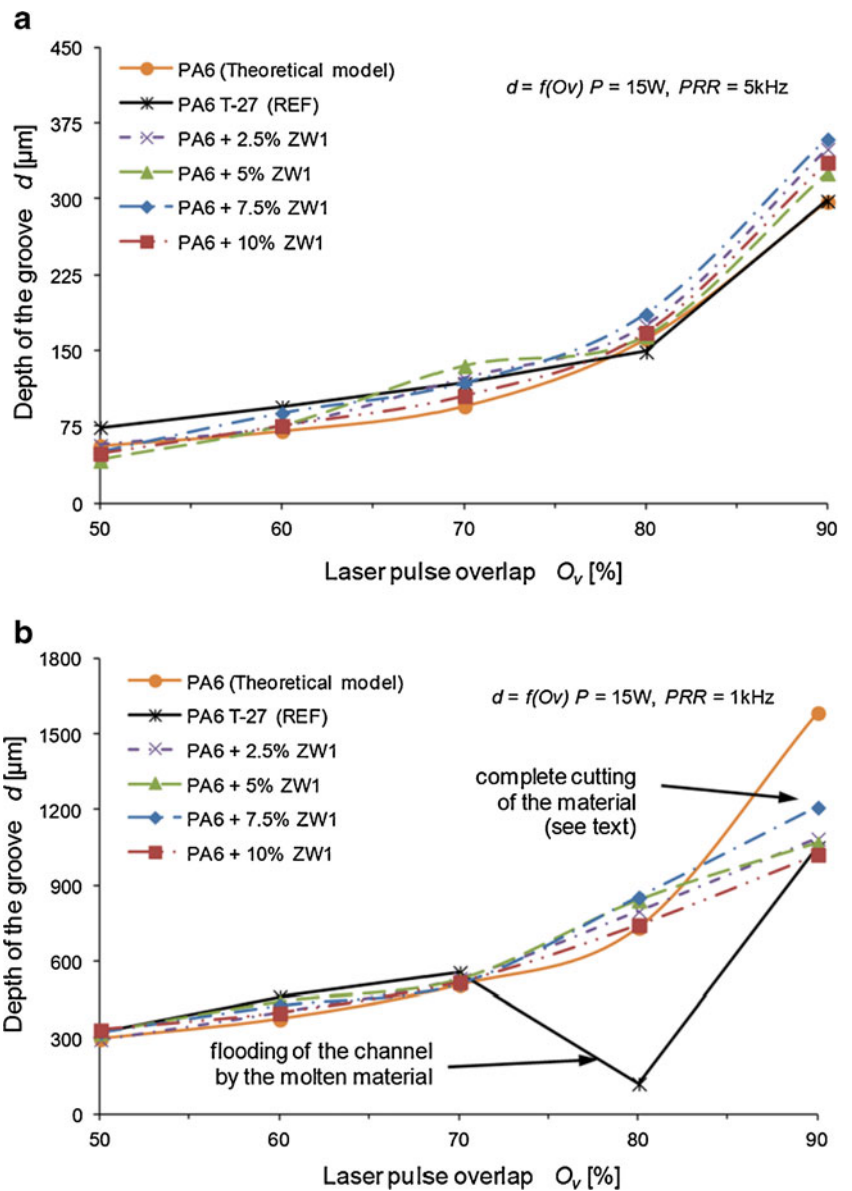 a
450
375
300
225
150
75
0
PA6 (Theoretical model)
PA6 T-27 (REF)
PA6 + 2.5% ZW1
PA6 + 5% ZW1
PA6 + 7.5% ZW1
PA6 + 10% ZW1
d = f(Ov) P = 15W, PRR = 5kHz
Depth of the groove d [µm]
50 60 70 80 90
Laser pulse overlap Ov [%]
b
1800
1500
1200
900
600
300
0
PA6 (Theoretical model)
PA6 T-27 (REF)
PA6 + 2.5% ZW1
PA6 + 5% ZW1
PA6 + 7.5% ZW1
PA6 + 10% ZW1
d = f(Ov) P = 15W, PRR = 1kHz
complete cutting
of the material
(see text)
flooding of the channel
by the molten material
Depth of the groove d [µm]
50 60 70 80 90
Laser pulse overlap Ov [%]